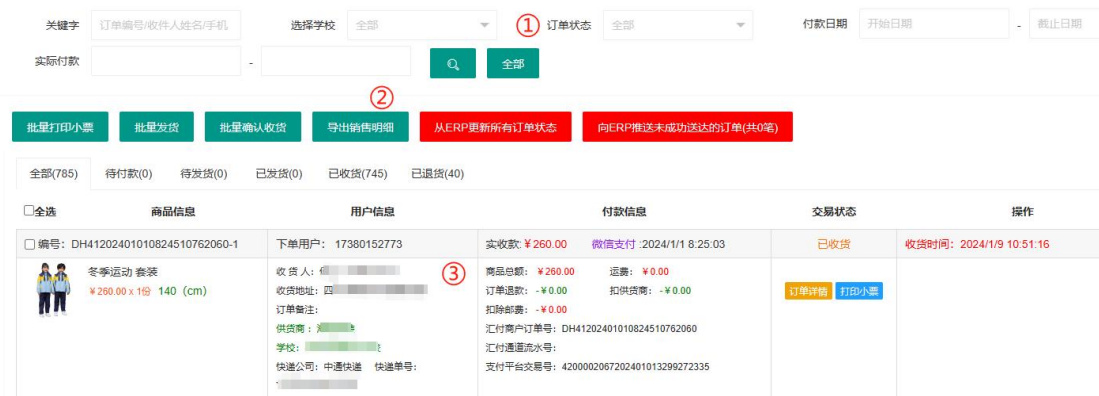 关键字 订单编号/收件人姓名/手机 选择学校 全部 ① 订单状态 全部 付款日期 开始日期 - 截止日期
实际付款 - 全部
②
批量打印小票 批量发货 批量确认收货 导出销售明细 从ERP更新所有订单状态 向ERP推送未成功送达的订单(共0笔)
全部(785) 待付款(0) 待发货(0) 已发货(0) 已收货(745) 已退货(40)
全选 商品信息 用户信息 付款信息 交易状态 操作
编号：DH41202401010824510762060-1 下单用户： 17380152773 实收款:￥260.00 微信支付 :2024/1/1 8:25:03 已收货 收货时间：2024/1/9 10:51:16
冬季运动 套装 收 货 人： ③ 商品总额：￥260.00 运费：￥0.00
￥260.00 x 1份 140（cm） 收货地址：四 订单退款：-￥0.00 扣供货商：-￥0.00 订单详情 打印小票
订单备注： 扣除邮费：-￥0.00
供货商： 汇付商户订单号：DH41202401010824510762060
学校： 汇付通道流水号：
快递公司：中通快递 快递单号： 支付平台交易号：4200002067202401013299272335